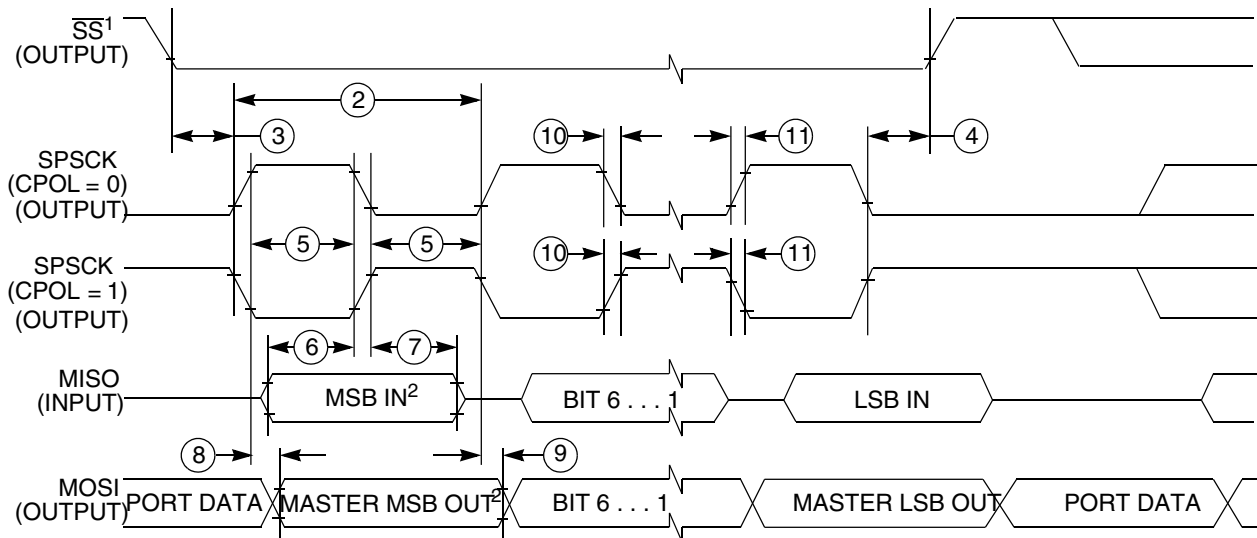 SS1
(OUTPUT)
2
3
10
11
4
SPSCK
(CPOL = 0)
(OUTPUT)
5
5
SPSCK
(CPOL = 1)
(OUTPUT)
10
11
6
7
MISO
(INPUT)
MSB IN2
BIT 6 . . . 1
LSB IN
8
9
MOSI
(OUTPUT)
PORT DATA
MASTER MSB OUT2
BIT 6 . . . 1
MASTER LSB OUT
PORT DATA